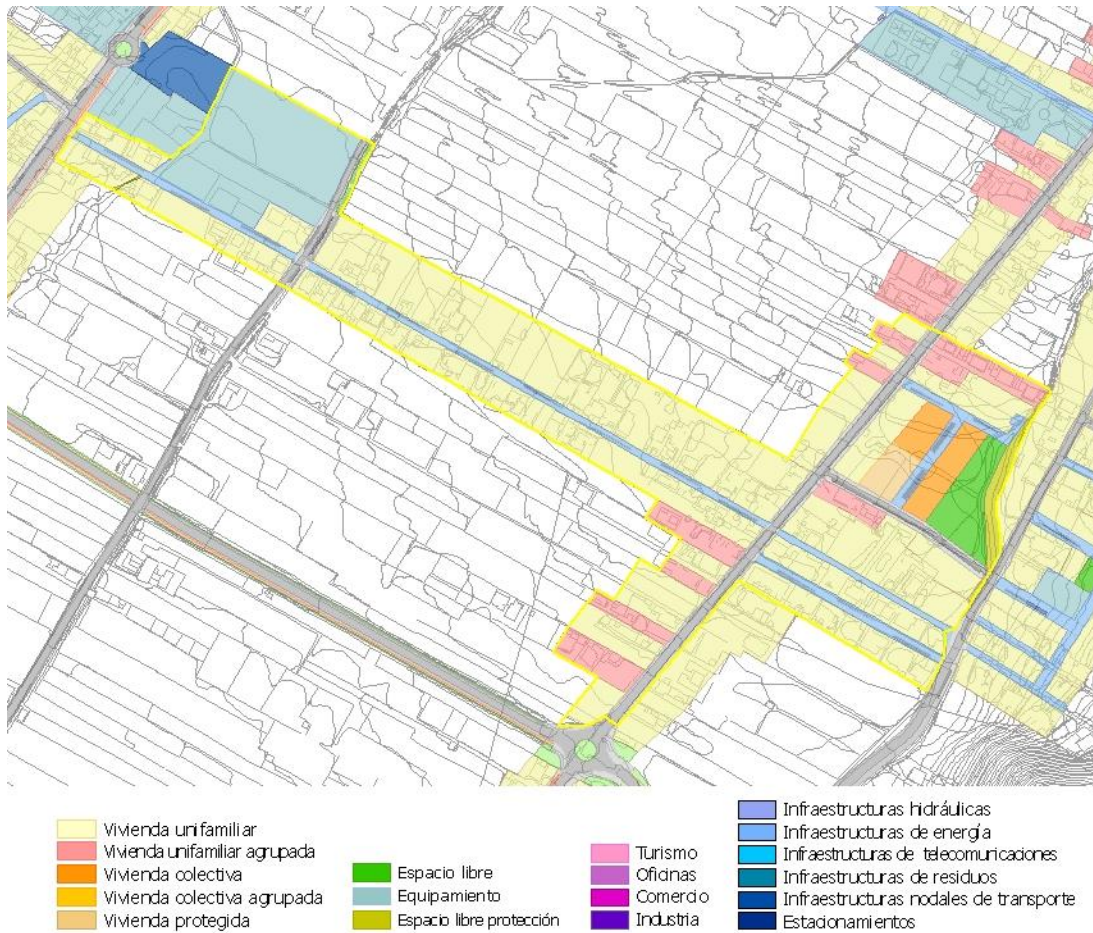 Vivienda unifamiliar
Vivienda unifamiliar agrupada
Vivienda colectiva
Vivienda colectiva agrupada
Vivienda protegida
Espacio libre
Equipamiento
Espacio libre protección
Turismo
Oficinas
Comercio
Industria
Infraestructuras hidráulicas
Infraestructuras de energía
Infraestructuras de telecomunicaciones
Infraestructuras de residuos
Infraestructuras nodales de transporte
Estacionamientos